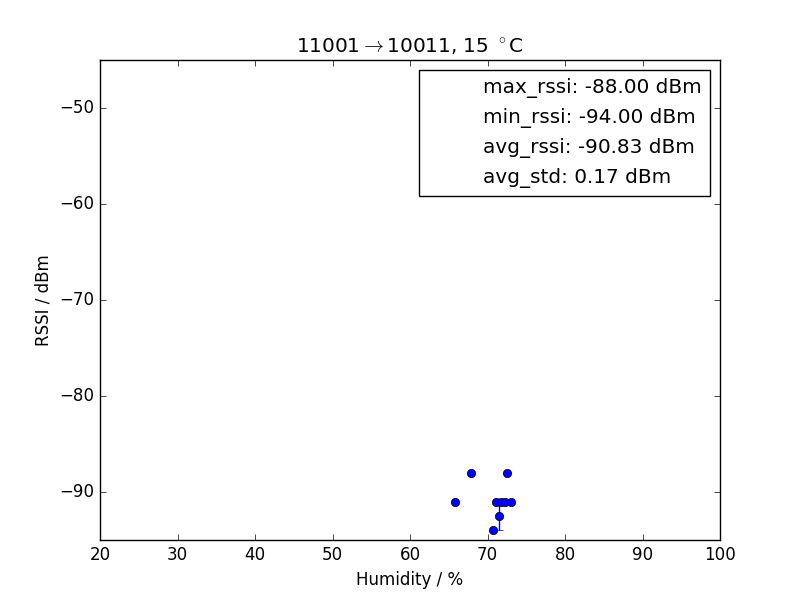 11001→10011, 15 °C
max_rssi: -88.00 dBm
min_rssi: -94.00 dBm
avg_rssi: -90.83 dBm
avg_std: 0.17 dBm
RSSI / dBm
−50
−60
−70
−80
−90
20 30 40 50 60 70 80 90 100
Humidity / %